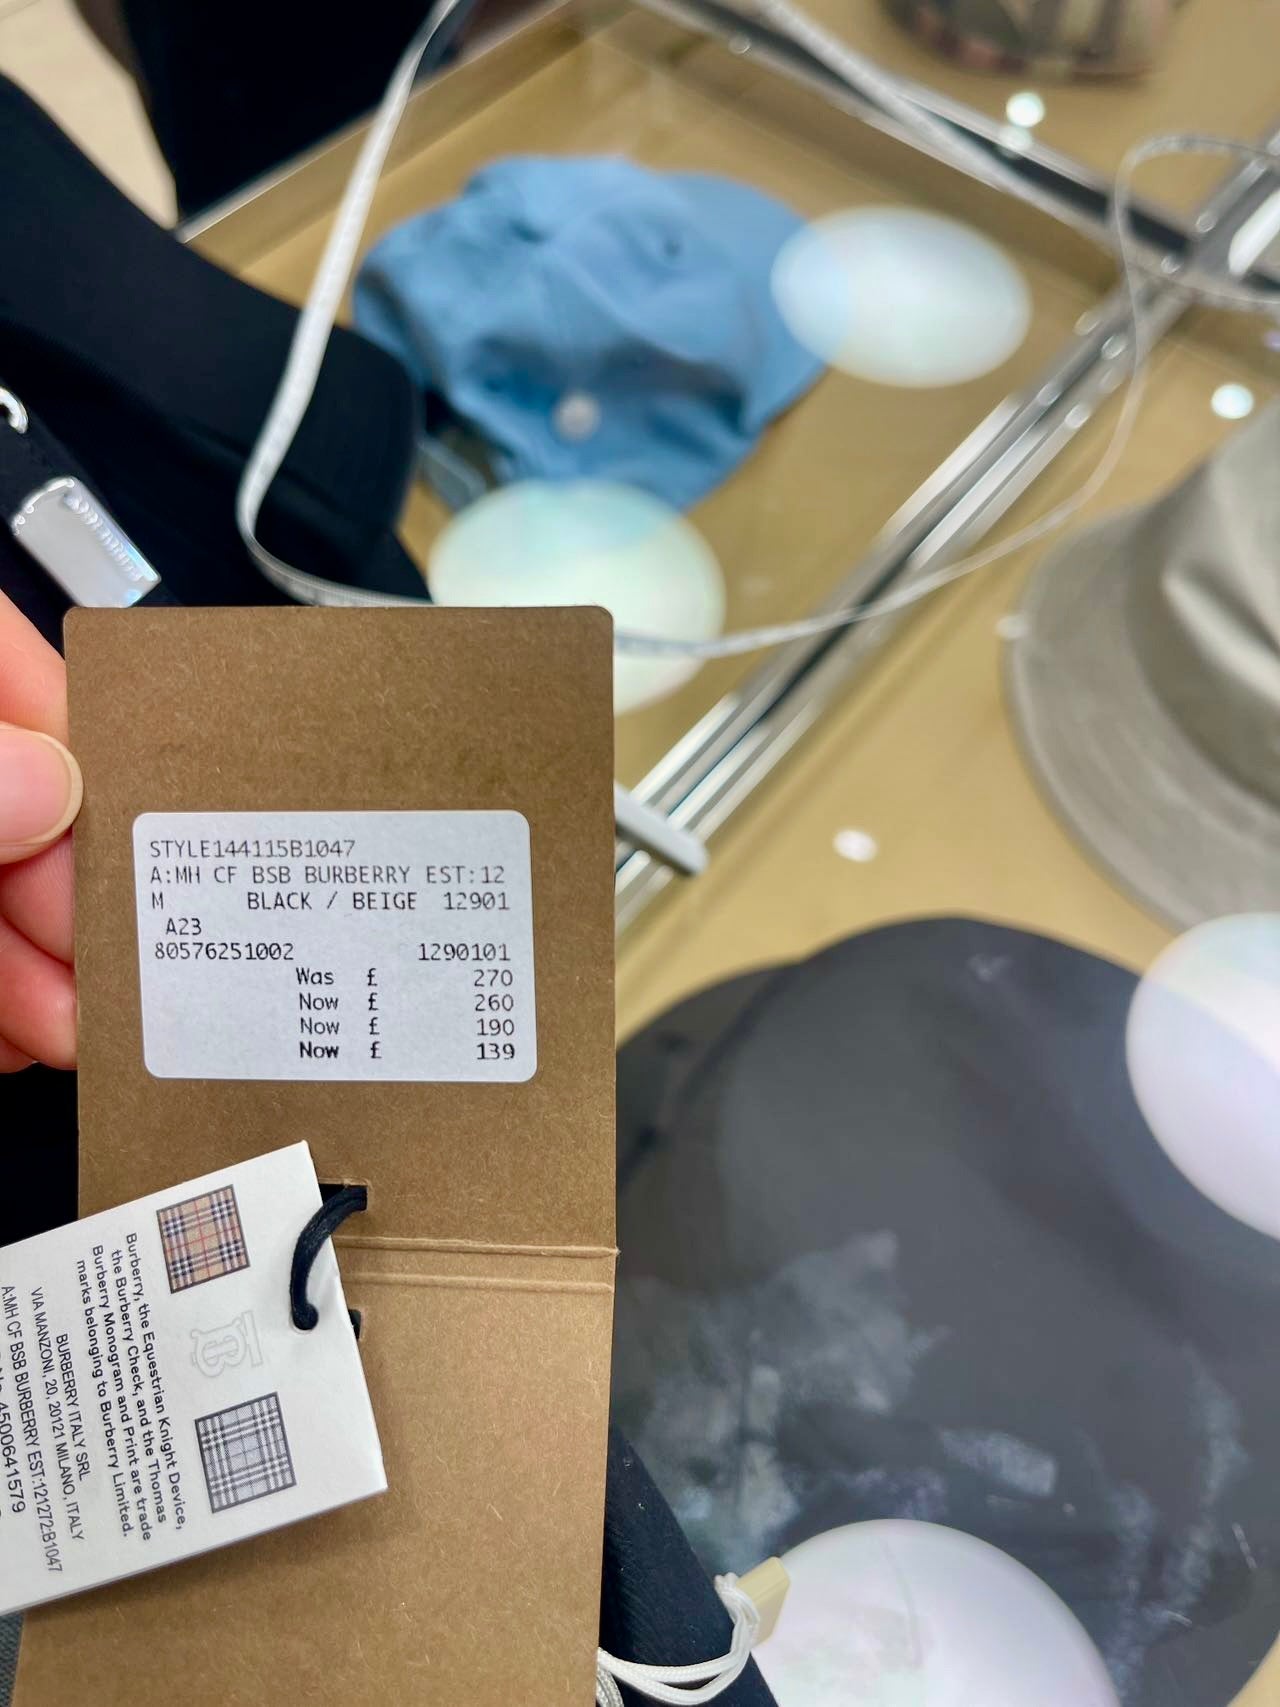 STYLE144115B1047
A:MH CF BSB BURBERRY EST:12
M BLACK / BEIGE 12901
A23
80576251002 1290101
Was £ 270
Now £ 260
Now £ 190
Now £ 139
Burberry, the Equestrian Knight Device,
the Burberry Check, and the Thomas
Burberry Monogram and Print are trade
marks belonging to Burberry Limited.
BURBERRY ITALY SRL
VIA MANZONI, 20, 20121 MILANO, ITALY
A:MH CF BSB BURBERRY EST:121272:B1047
4500641579